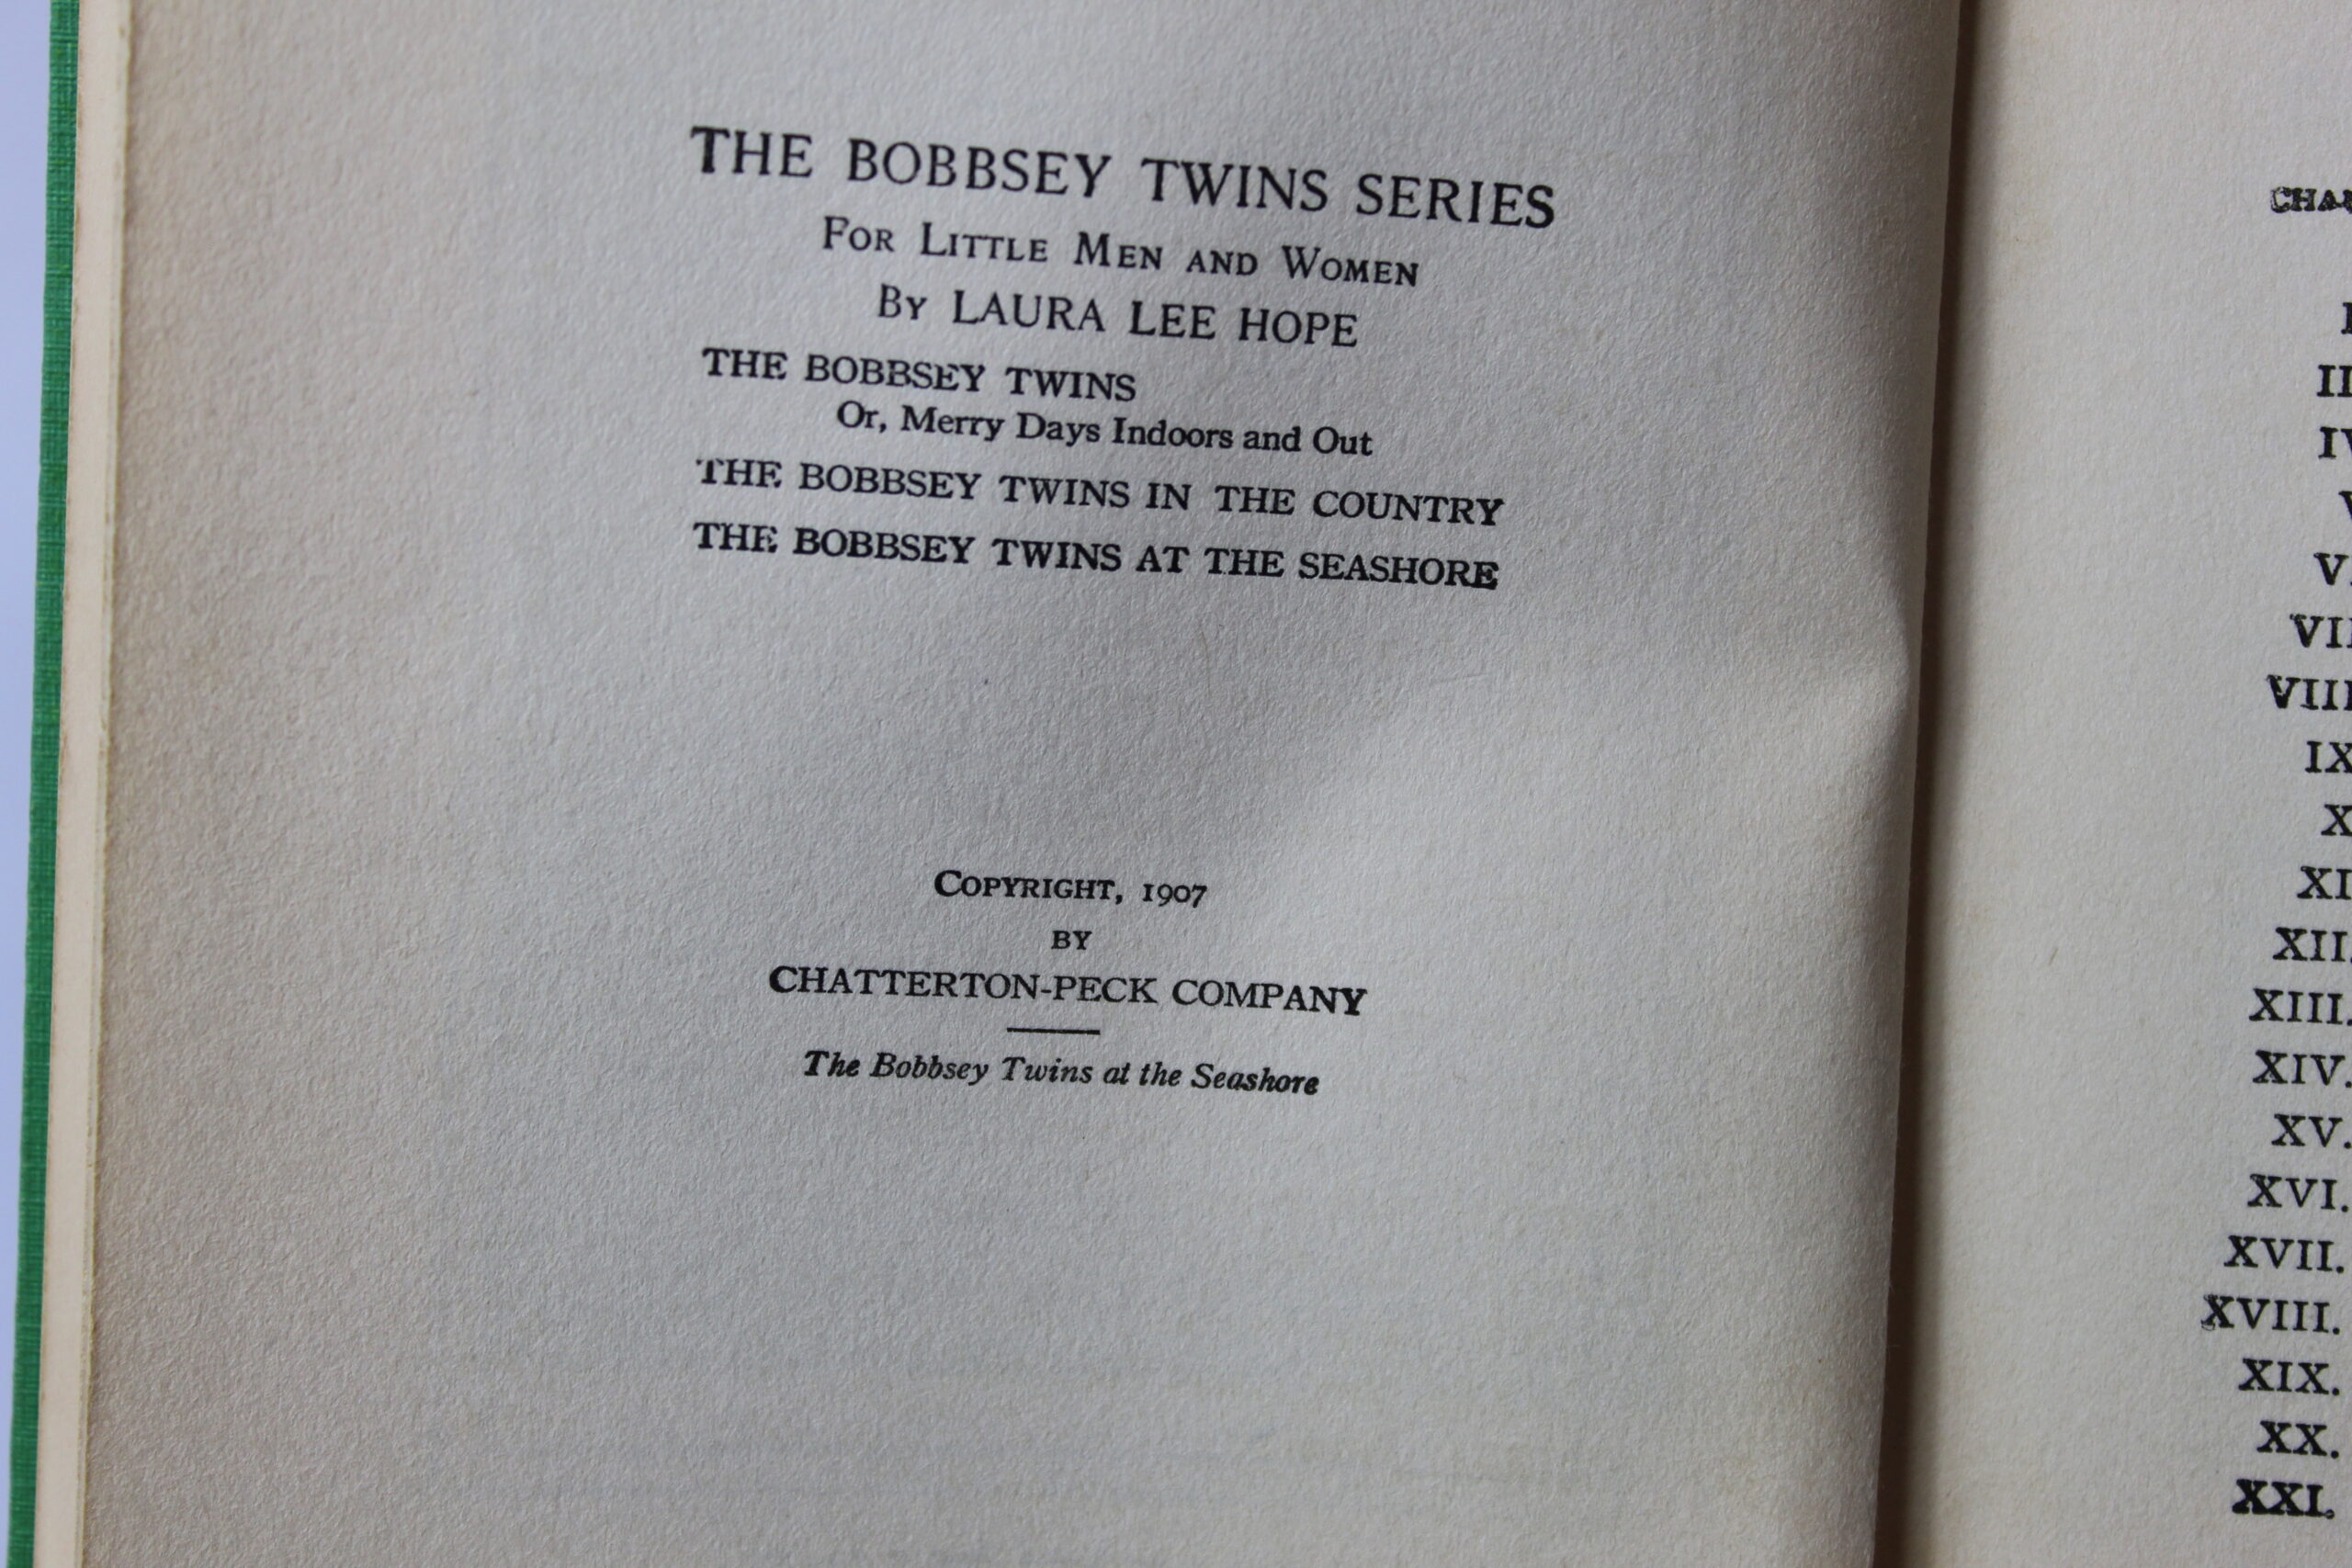 THE BOBBSEY TWINS SERIES
FOR LITTLE MEN AND WOMEN
BY LAURA LEE HOPE
THE BOBBSEY TWINS
Or, Merry Days Indoors and Out
THE BOBBSEY TWINS IN THE COUNTRY
THE BOBBSEY TWINS AT THE SEASHORE
COPYRIGHT, 1907
BY
CHATTERTON-PECK COMPANY
The Bobbsey Twins at the Seashore
IX
X
XI
XII.
XIII.
XIV.
XV.
XVI.
XVII.
XVIII.
XIX.
XX.
XXI.